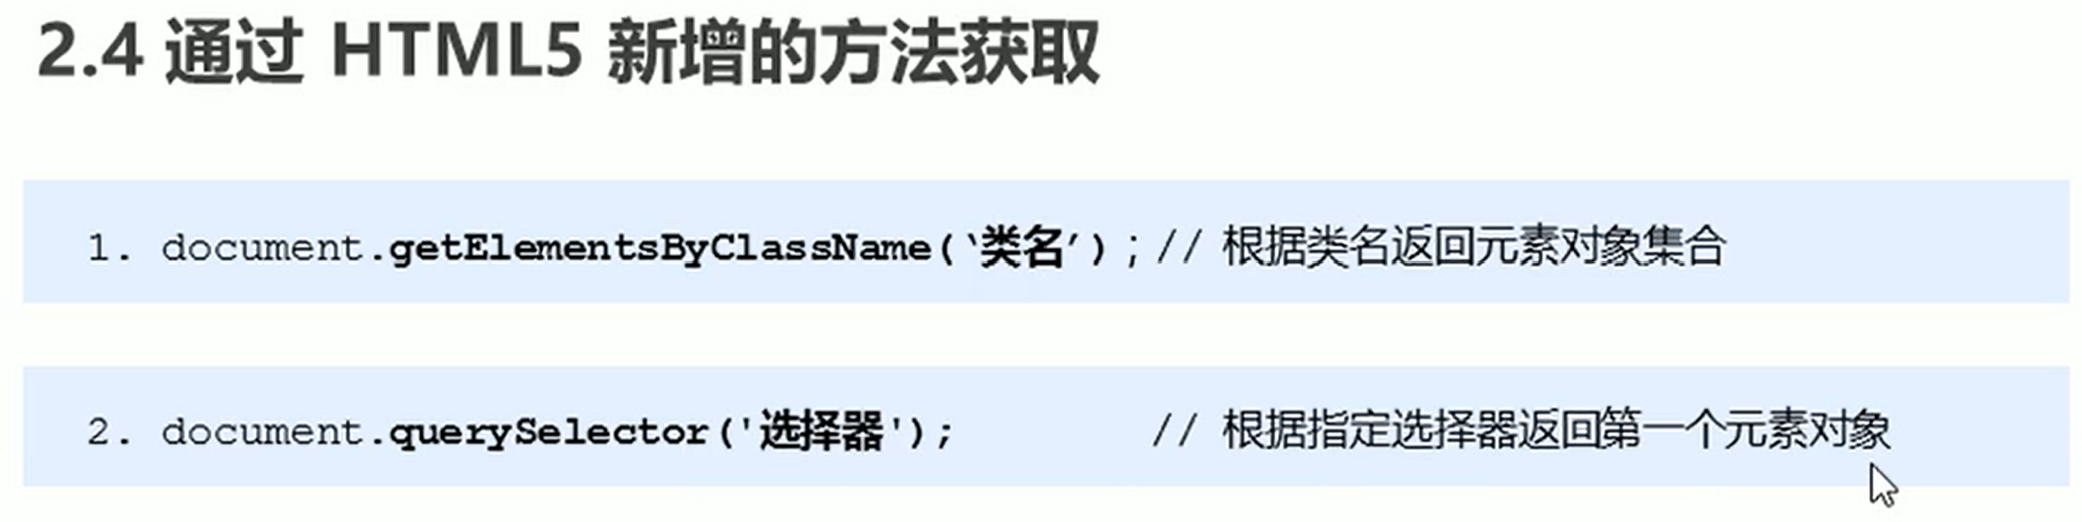 2.4 通过 HTML5 新增的方法获取
1. document.getElementsByClassName(‘类名’);// 根据类名返回元素对象集合
2. document.querySelector('选择器'); // 根据指定选择器返回第一个元素对象